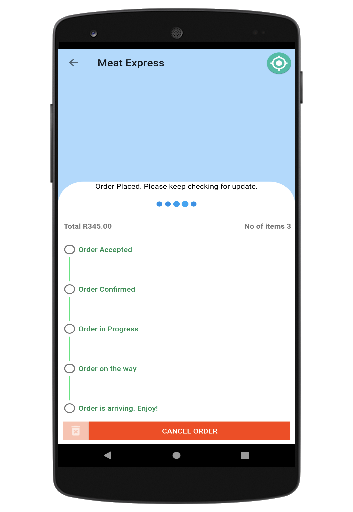 Meat Express
Order Placed. Please keep checking for update.
Total R345.00
No of Items 3
Order Accepted
Order Confirmed
Order in Progress
Order on the way
Order is arriving. Enjoy!
CANCEL ORDER